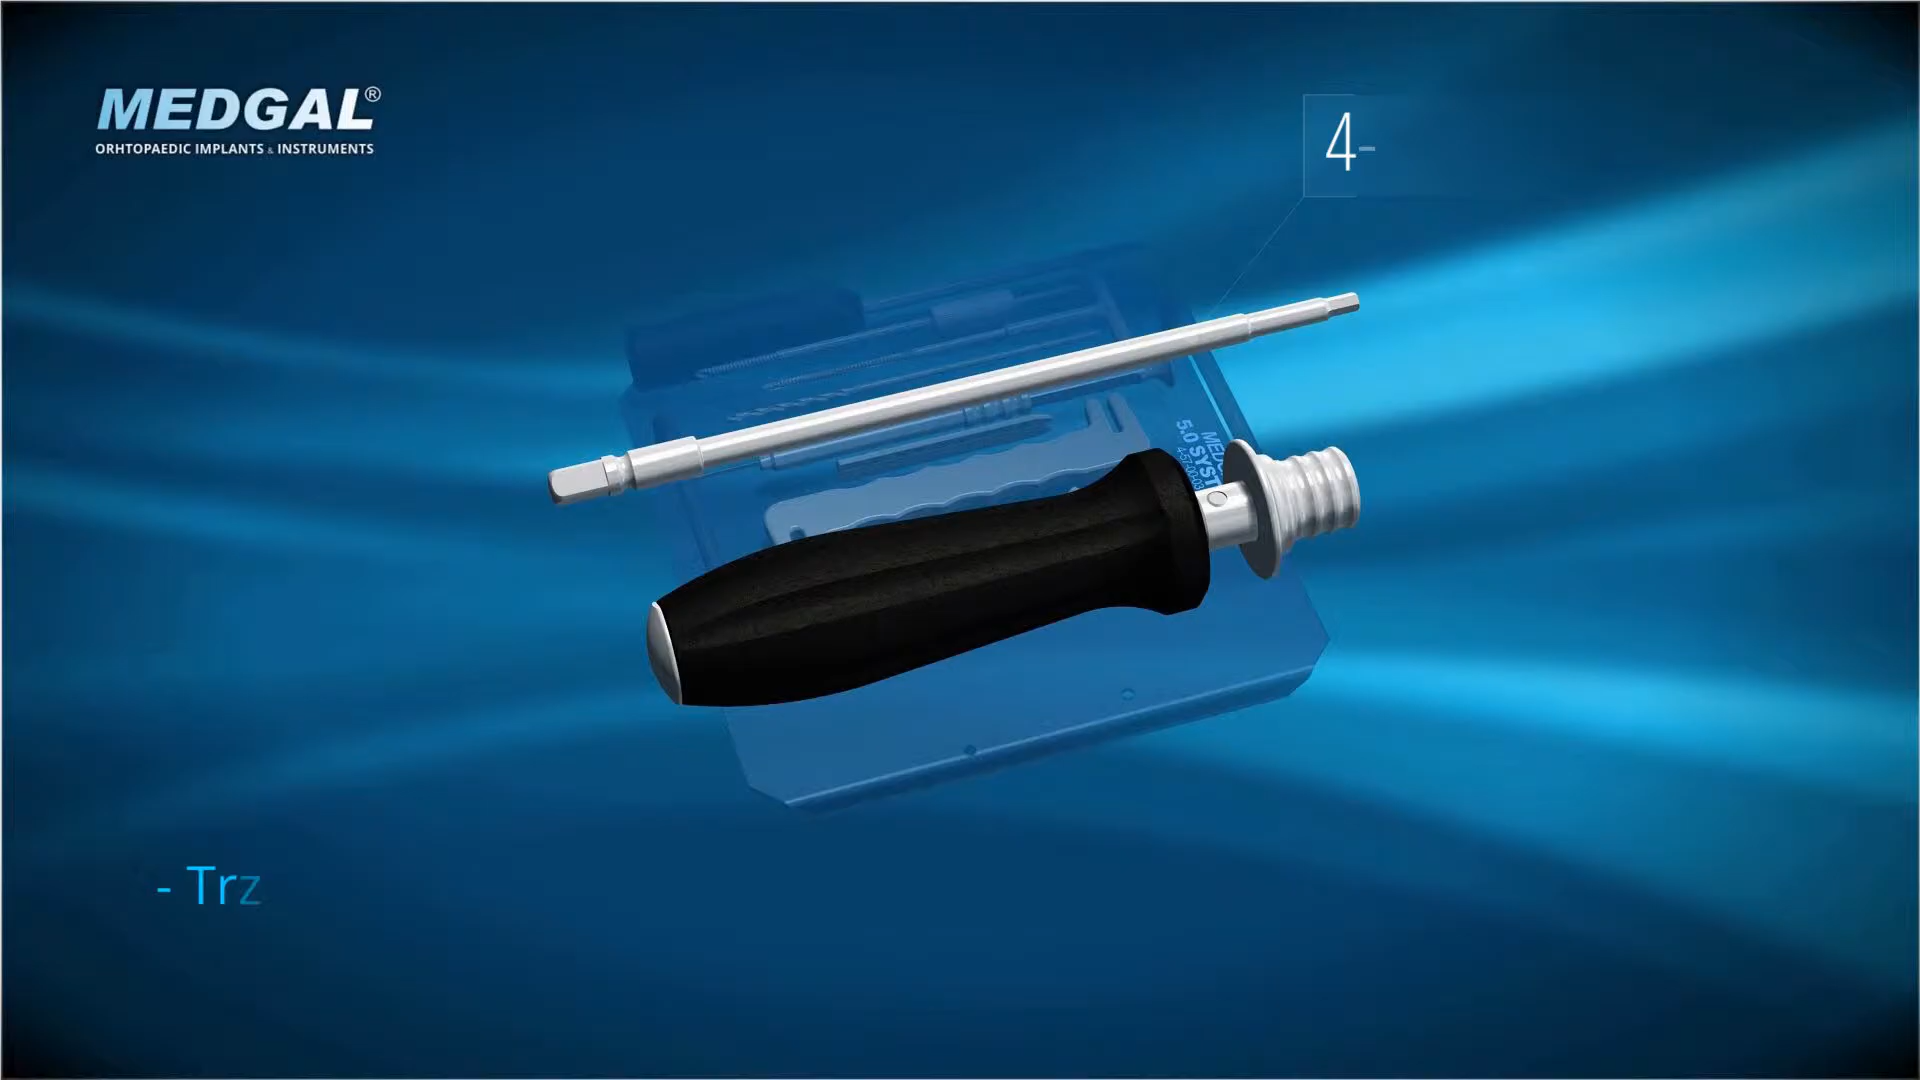 MEDGAL®
ORHTOPAEDIC IMPLANTS & INSTRUMENTS
4-
5.0 SYST
- Trz